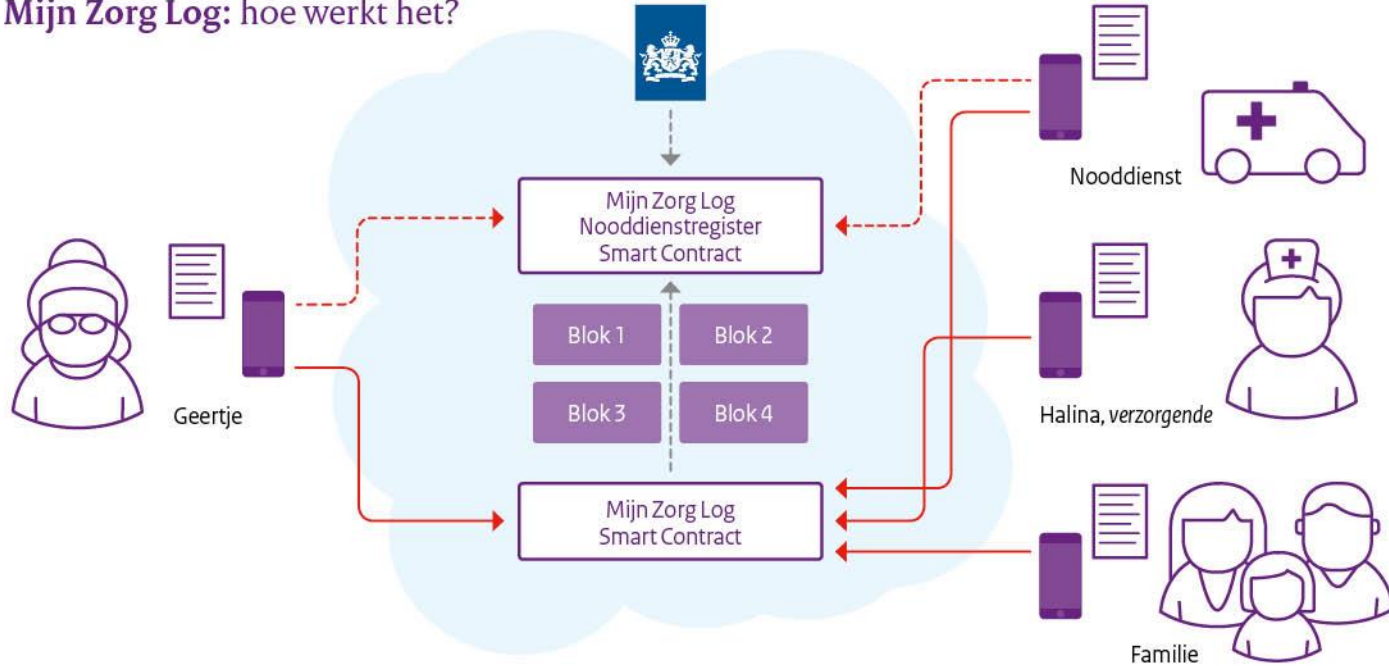 Mijn Zorg Log: hoe werkt het?
Mijn Zorg Log
Nooddienstregister
Smart Contract
Nooddienst
Blok 1
Blok 2
Blok 3
Blok 4
Geertje
Halina, verzorgende
Mijn Zorg Log
Smart Contract
Familie